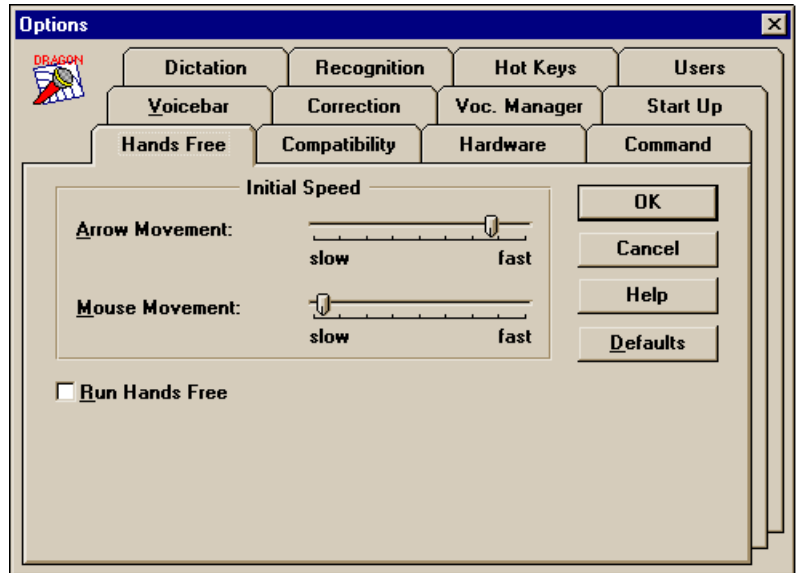 Options
DRAGON
Dictation Recognition Hot Keys Users
Voicebar Correction Voc. Manager Start Up
Hands Free Compatibility Hardware Command
Initial Speed
Arrow Movement:
slow fast
Mouse Movement:
slow fast
Run Hands Free
OK
Cancel
Help
Defaults